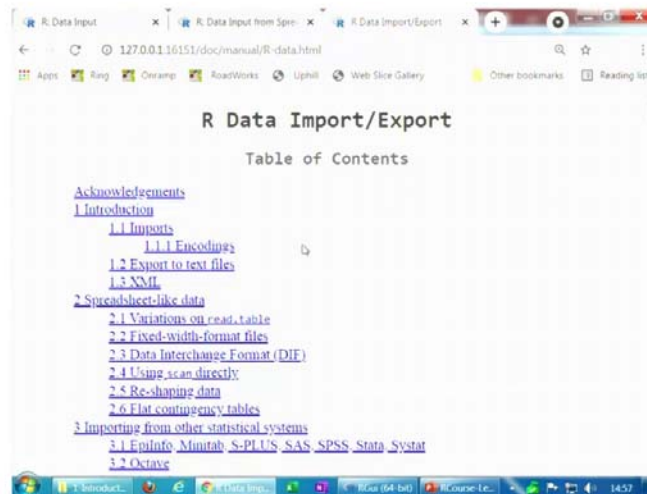 R: Data Input
R: Data Input from Spre
R Data Import/Export
127.0.0.1:16151/doc/manual/R-data.html
Apps Ring Onramp RoadWorks Uphill Web Slice Gallery Other bookmarks Reading list
R Data Import/Export
Table of Contents
Acknowledgements
1 Introduction
1.1 Imports
1.1.1 Encodings
1.2 Export to text files
1.3 XML
2 Spreadsheet-like data
2.1 Variations on read.table
2.2 Fixed-width-format files
2.3 Data Interchange Format (DIF)
2.4 Using scan directly
2.5 Re-shaping data
2.6 Flat contingency tables
3 Importing from other statistical systems
3.1 EpiInfo, Minitab, S-PLUS, SAS, SPSS, Stata, Systat
3.2 Octave
1 Introduct... R Data Imp... RGui (64-bit) RCourse-Le... 14:57